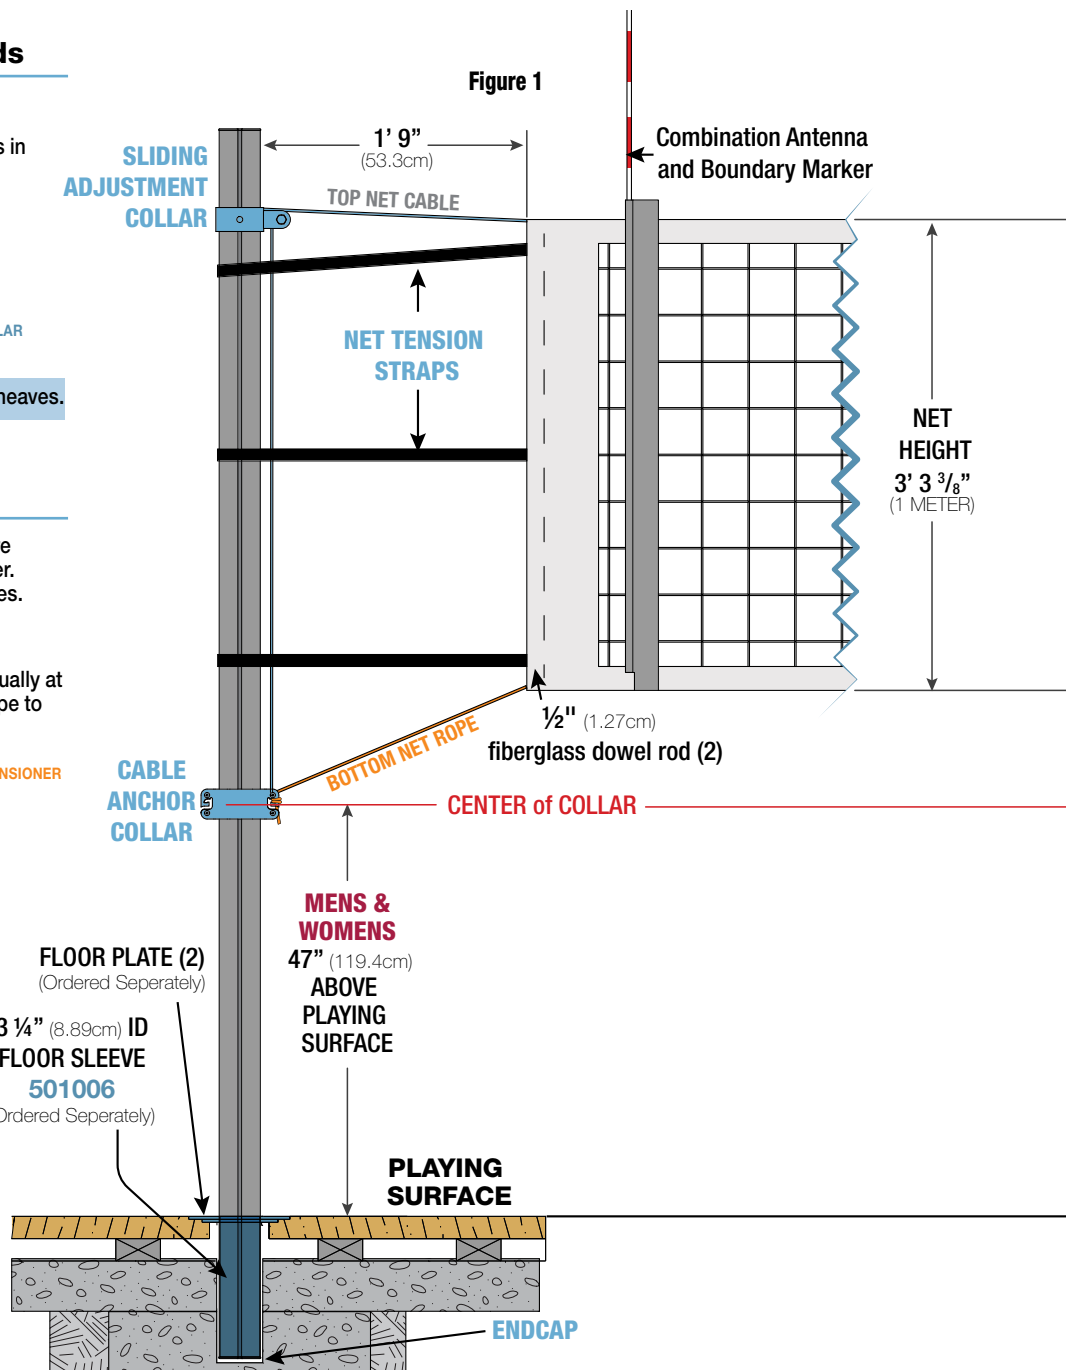 ds
s in
LAR
heaves.
re
er.
es.
ually at
pe to
NSIONER
Figure 1
1’ 9”
(53.3cm)
Combination Antenna
and Boundary Marker
SLIDING
ADJUSTMENT
COLLAR
TOP NET CABLE
NET TENSION
STRAPS
NET
HEIGHT
3’ 3 3/8”
(1 METER)
½" (1.27cm)
fiberglass dowel rod (2)
BOTTOM NET ROPE
CABLE
ANCHOR
COLLAR
CENTER of COLLAR
MENS &
WOMENS
47” (119.4cm)
ABOVE
PLAYING
SURFACE
FLOOR PLATE (2)
(Ordered Seperately)
3 ¼” (8.89cm) ID
FLOOR SLEEVE
501006
Ordered Seperately)
PLAYING
SURFACE
ENDCAP